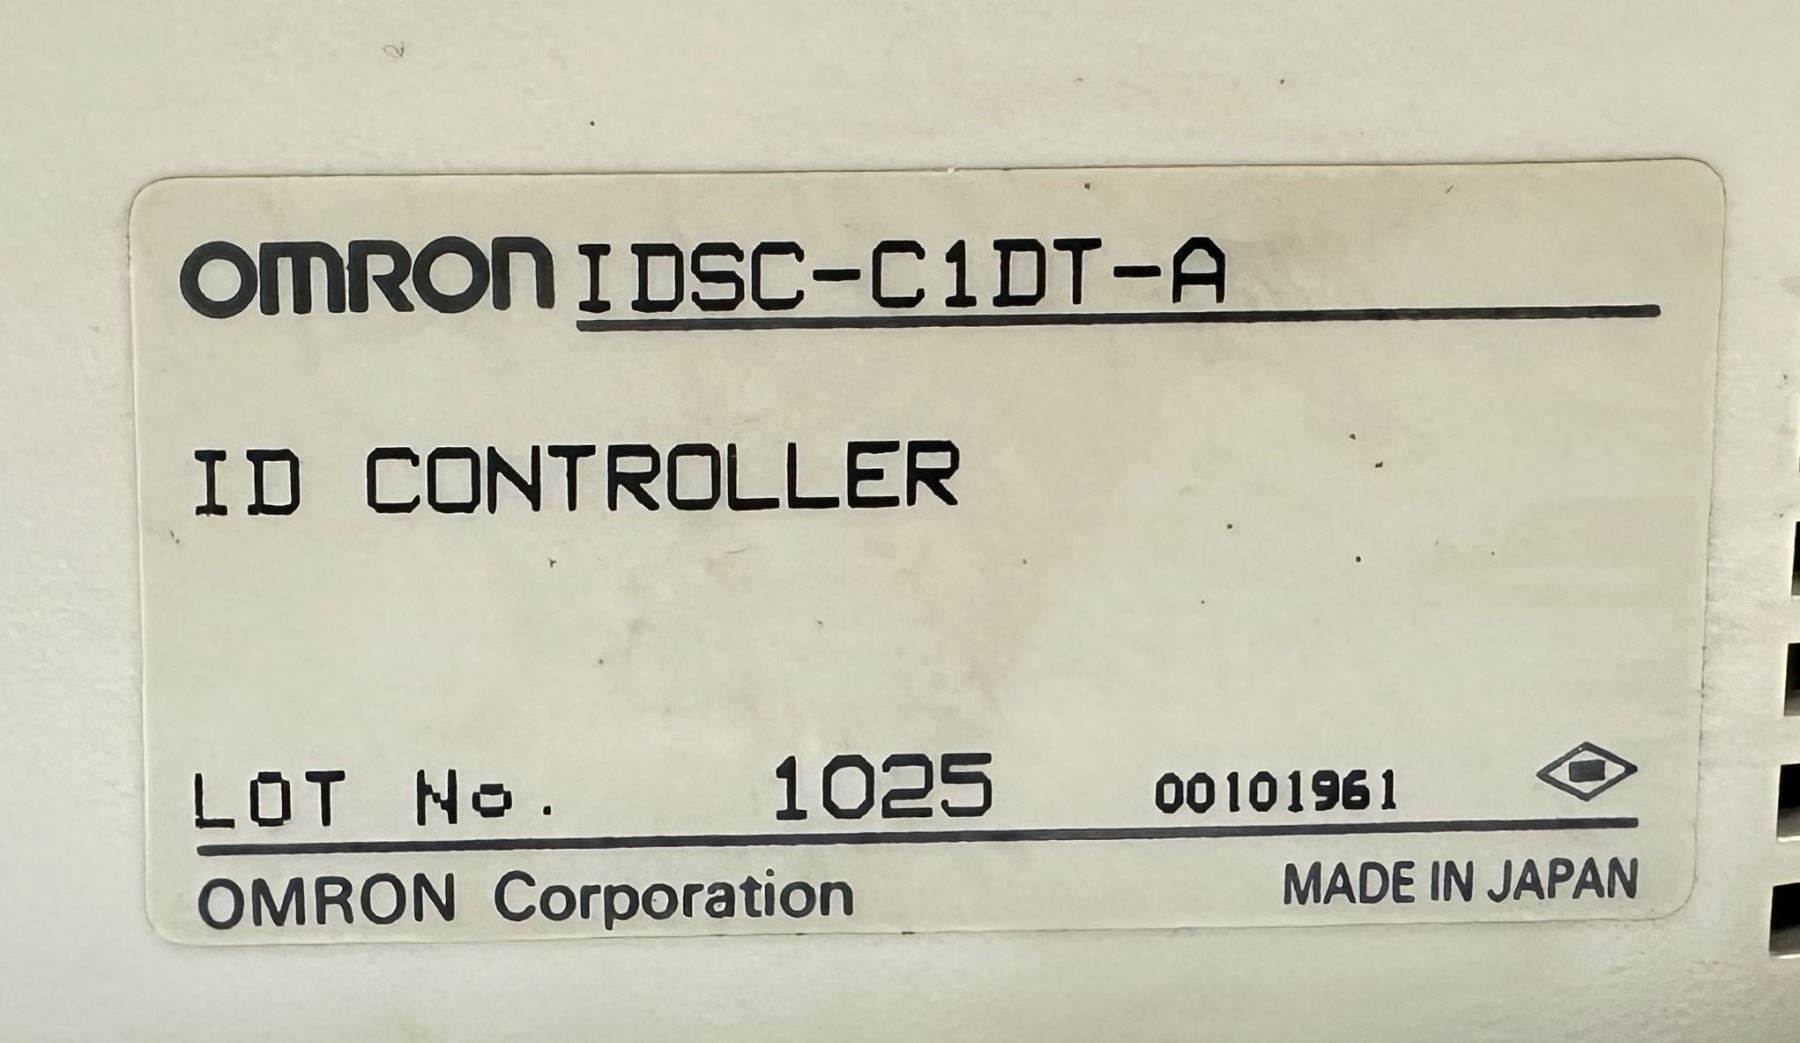 OMRON IDSC-C1DT-A
ID CONTROLLER
LOT No. 1025 00101961
OMRON Corporation MADE IN JAPAN